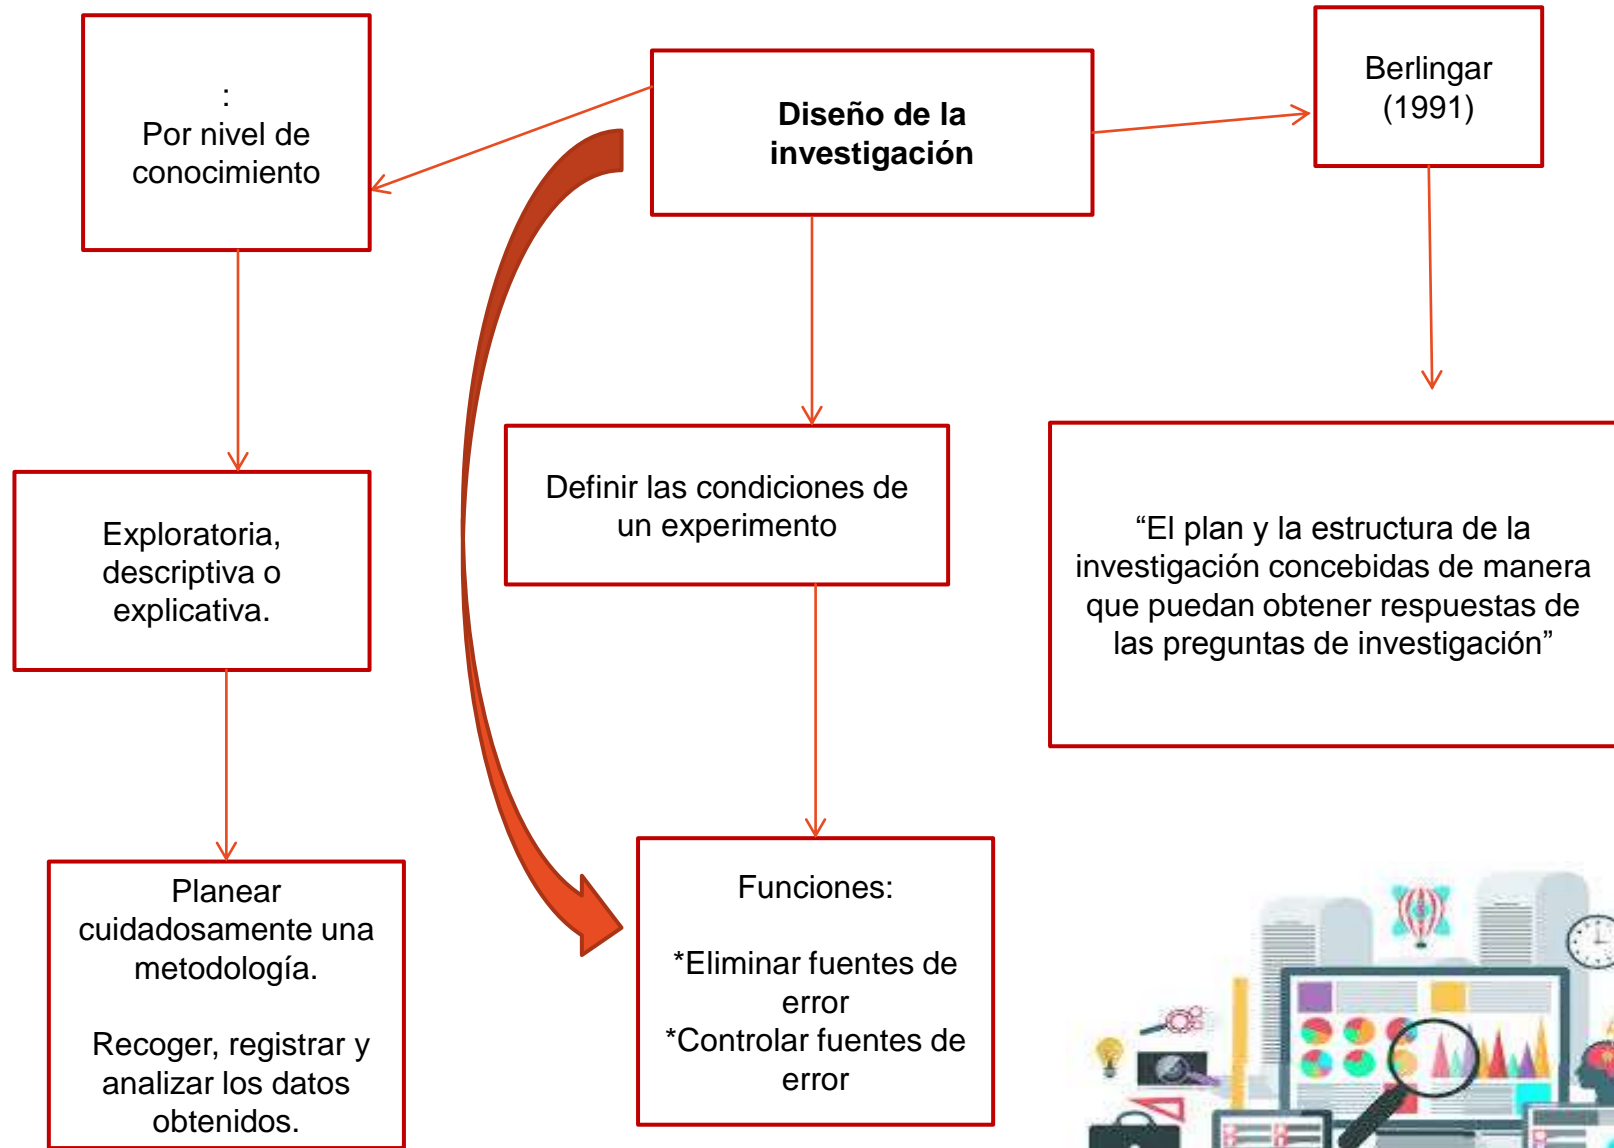 :
Por nivel de
conocimiento
Diseño de la
investigación
Berlingar
(1991)
Exploratoria,
descriptiva o
explicativa.
Definir las condiciones de
un experimento
“El plan y la estructura de la
investigación concebidas de manera
que puedan obtener respuestas de
las preguntas de investigación”
Planear
cuidadosamente una
metodología.
Recoger, registrar y
analizar los datos
obtenidos.
Funciones:
*Eliminar fuentes de
error
*Controlar fuentes de
error